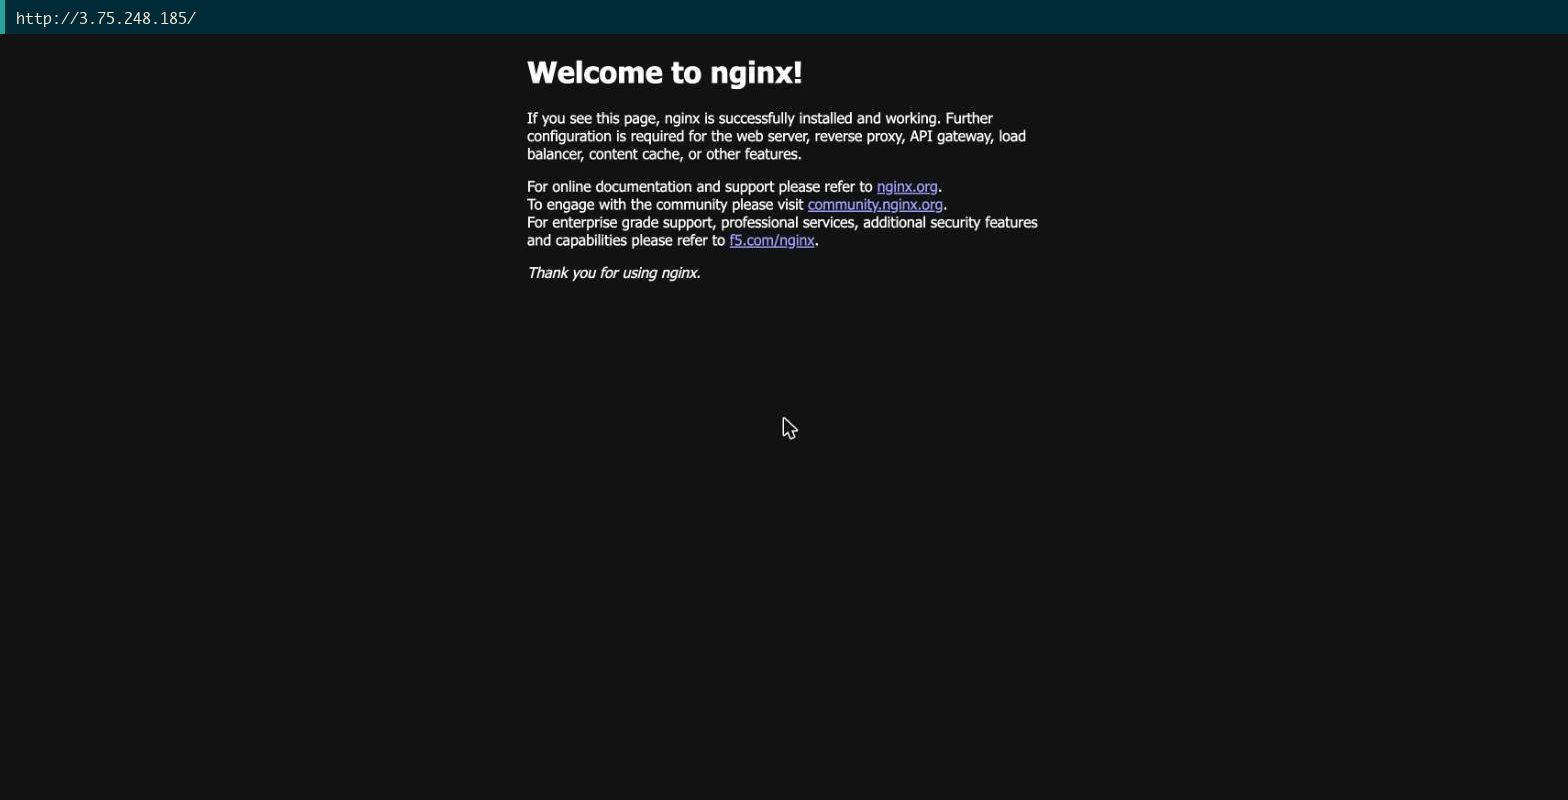 http://3.75.248.185/
Welcome to nginx!
If you see this page, nginx is successfully installed and working. Further
configuration is required for the web server, reverse proxy, API gateway, load
balancer, content cache, or other features.
For online documentation and support please refer to nginx.org.
To engage with the community please visit community.nginx.org.
For enterprise grade support, professional services, additional security features
and capabilities please refer to f5.com/nginx.
Thank you for using nginx.